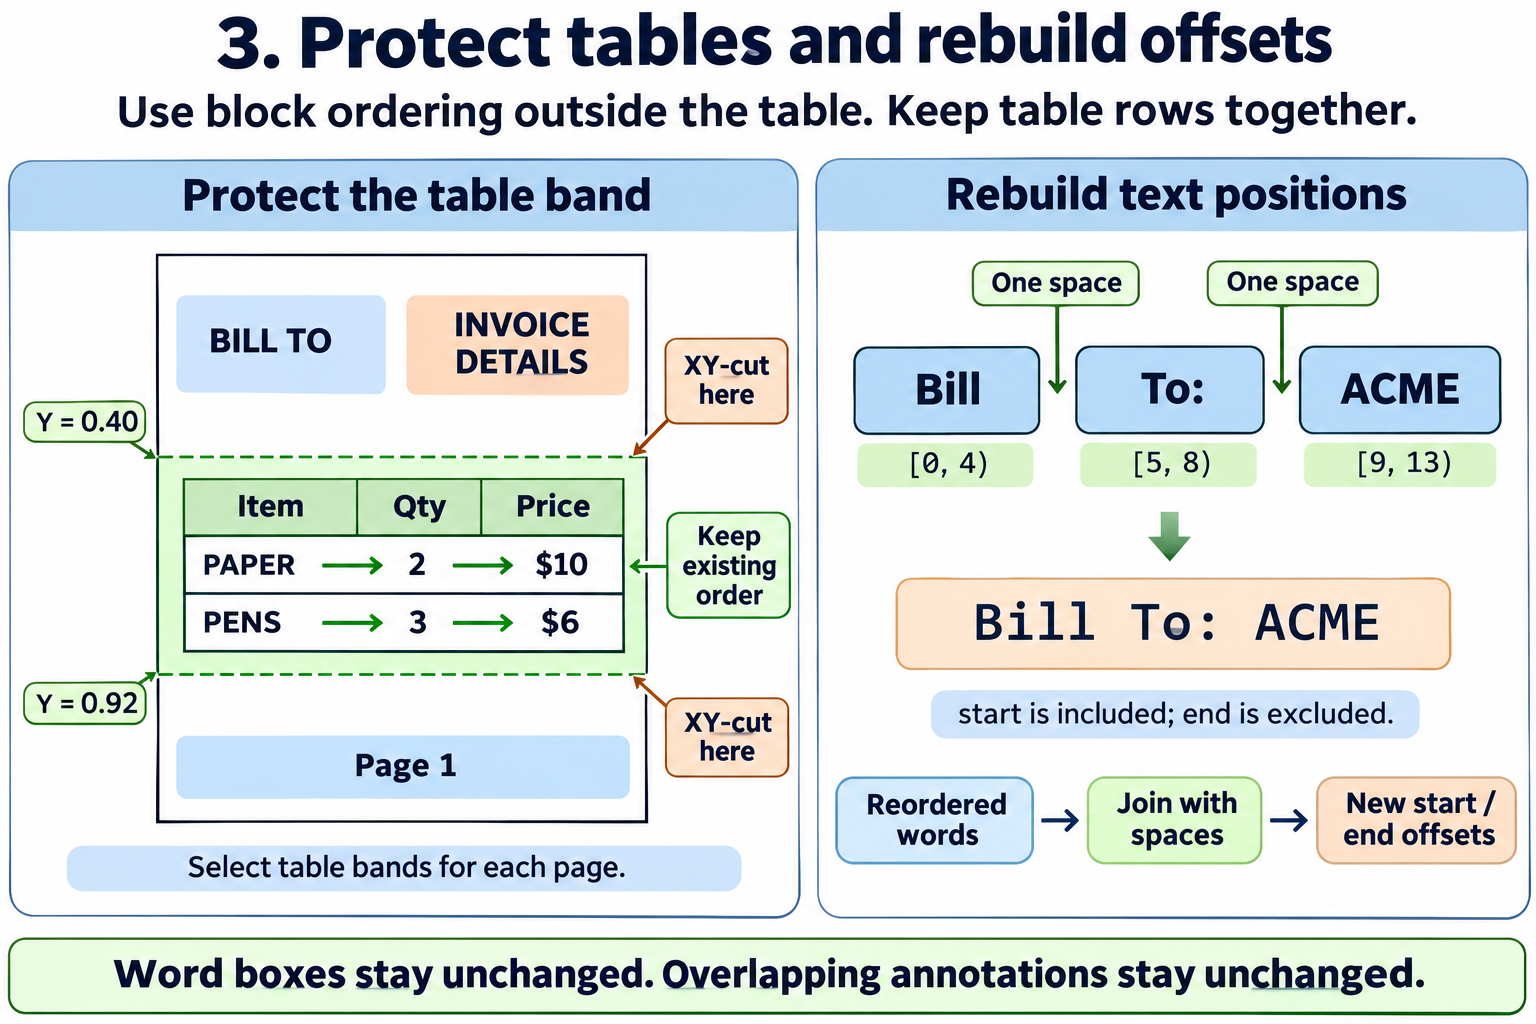 3. Protect tables and rebuild offsets
Use block ordering outside the table. Keep table rows together.
Protect the table band
BILL TO
INVOICE
DETAILS
XY-cut
here
Y = 0.40
Item Qty Price
PAPER 2 $10
PENS 3 $6
Keep
existing
order
Y = 0.92
XY-cut
here
Page 1
Select table bands for each page.
Rebuild text positions
One space One space
Bill To: ACME
[0, 4) [5, 8) [9, 13)
Bill To: ACME
start is included; end is excluded.
Reordered
words
Join with
spaces
New start /
end offsets
Word boxes stay unchanged. Overlapping annotations stay unchanged.